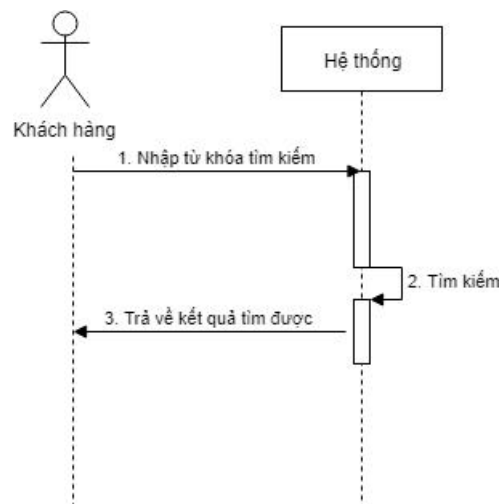 Hệ thống
Khách hàng
1. Nhập từ khóa tìm kiếm
2. Tìm kiếm
3. Trả về kết quả tìm được